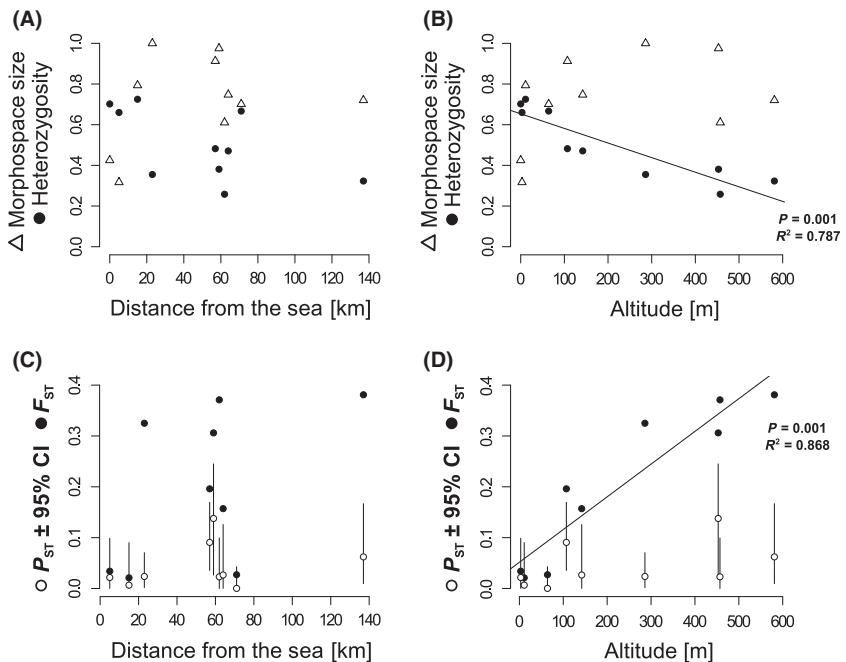 (A)
△ Morphospace size
● Heterozygosity
0.0 0.2 0.4 0.6 0.8 1.0
0 20 40 60 80 100 120 140
Distance from the sea [km]
(B)
△ Morphospace size
● Heterozygosity
0.0 0.2 0.4 0.6 0.8 1.0
P = 0.001
R² = 0.787
0 100 200 300 400 500 600
Altitude [m]
(C)
○ PST ± 95% CI ● FST
0.0 0.1 0.2 0.3 0.4
0 20 40 60 80 100 120 140
Distance from the sea [km]
(D)
○ PST ± 95% CI ● FST
0.0 0.1 0.2 0.3 0.4
P = 0.001
R² = 0.868
0 100 200 300 400 500 600
Altitude [m]